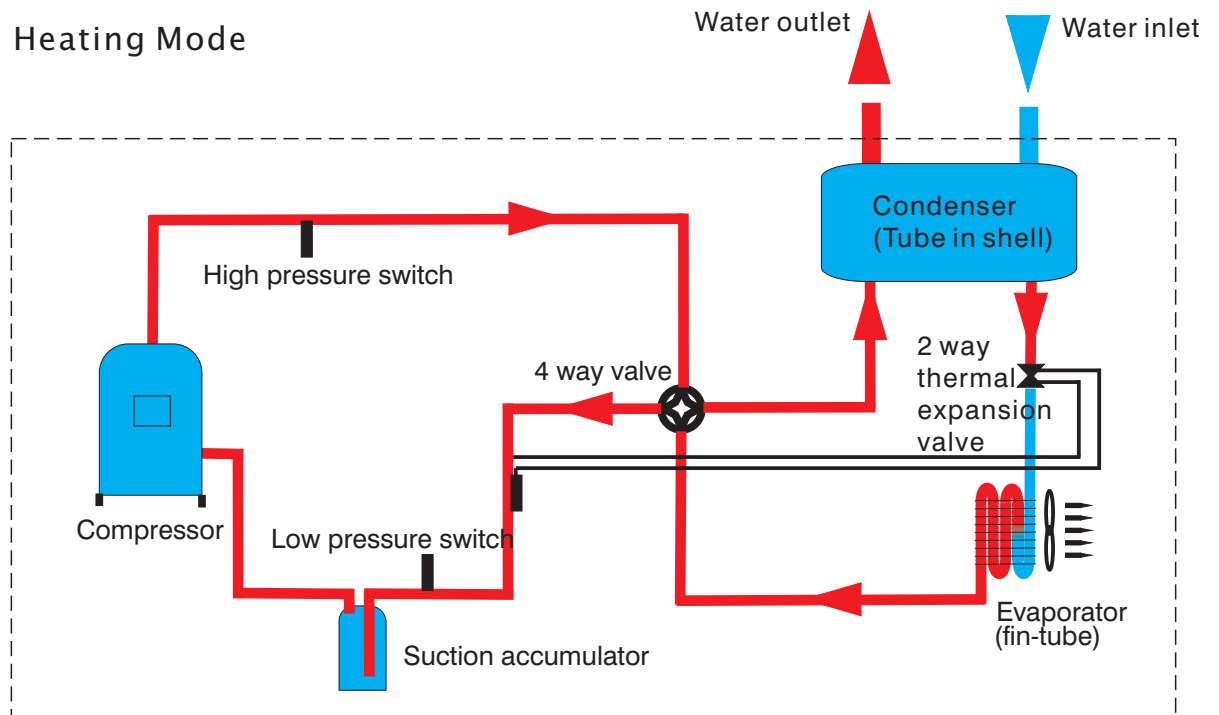 Heating Mode
Water outlet
Water inlet
Condenser
(Tube in shell)
High pressure switch
2 way
thermal
expansion
valve
4 way valve
Compressor
Low pressure switch
Evaporator
(fin-tube)
Suction accumulator